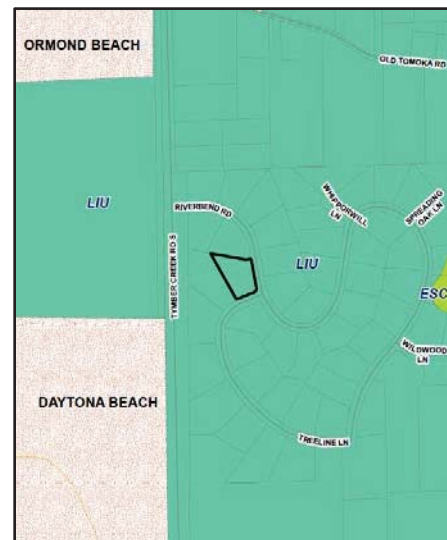 ORMOND BEACH
OLD TOMOKA RD
LIU
RIVERBEND RD
WHIPPORWILL
LN
SPREADING
OAK LN
TYMBER CREEK RD S
LIU
ESC
WILDWOOD
LN
DAYTONA BEACH
TREELINE LN